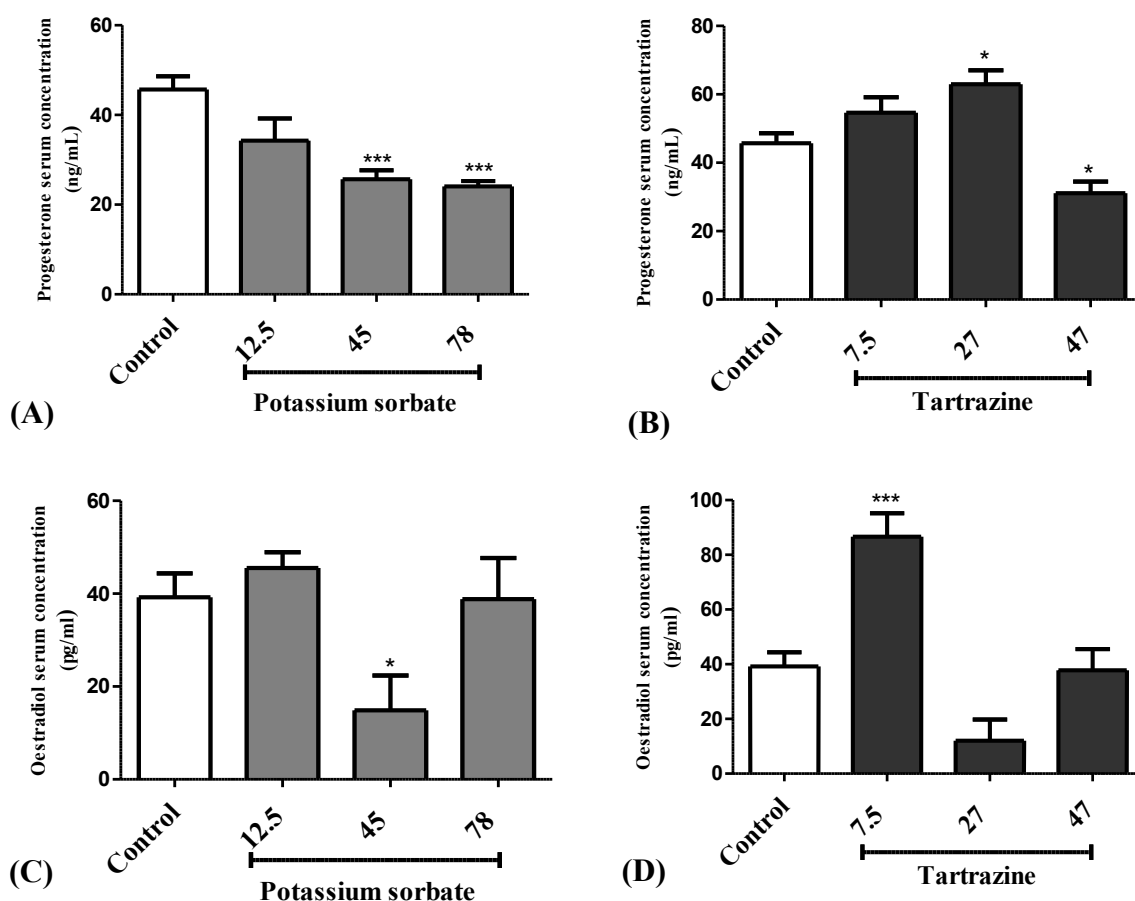 Progesterone serum concentration
(ng/mL)
60
40
20
0
***
***
Control
12.5
45
78
Potassium sorbate
(A)
Progesterone serum concentration
(ng/mL)
80
60
40
20
0
*
*
Control
7.5
27
47
Tartrazine
(B)
Oestradiol serum concentration
(pg/ml)
60
40
20
0
*
Control
12.5
45
78
Potassium sorbate
(C)
Oestradiol serum concentration
(pg/ml)
100
80
60
40
20
0
***
Control
7.5
27
47
Tartrazine
(D)